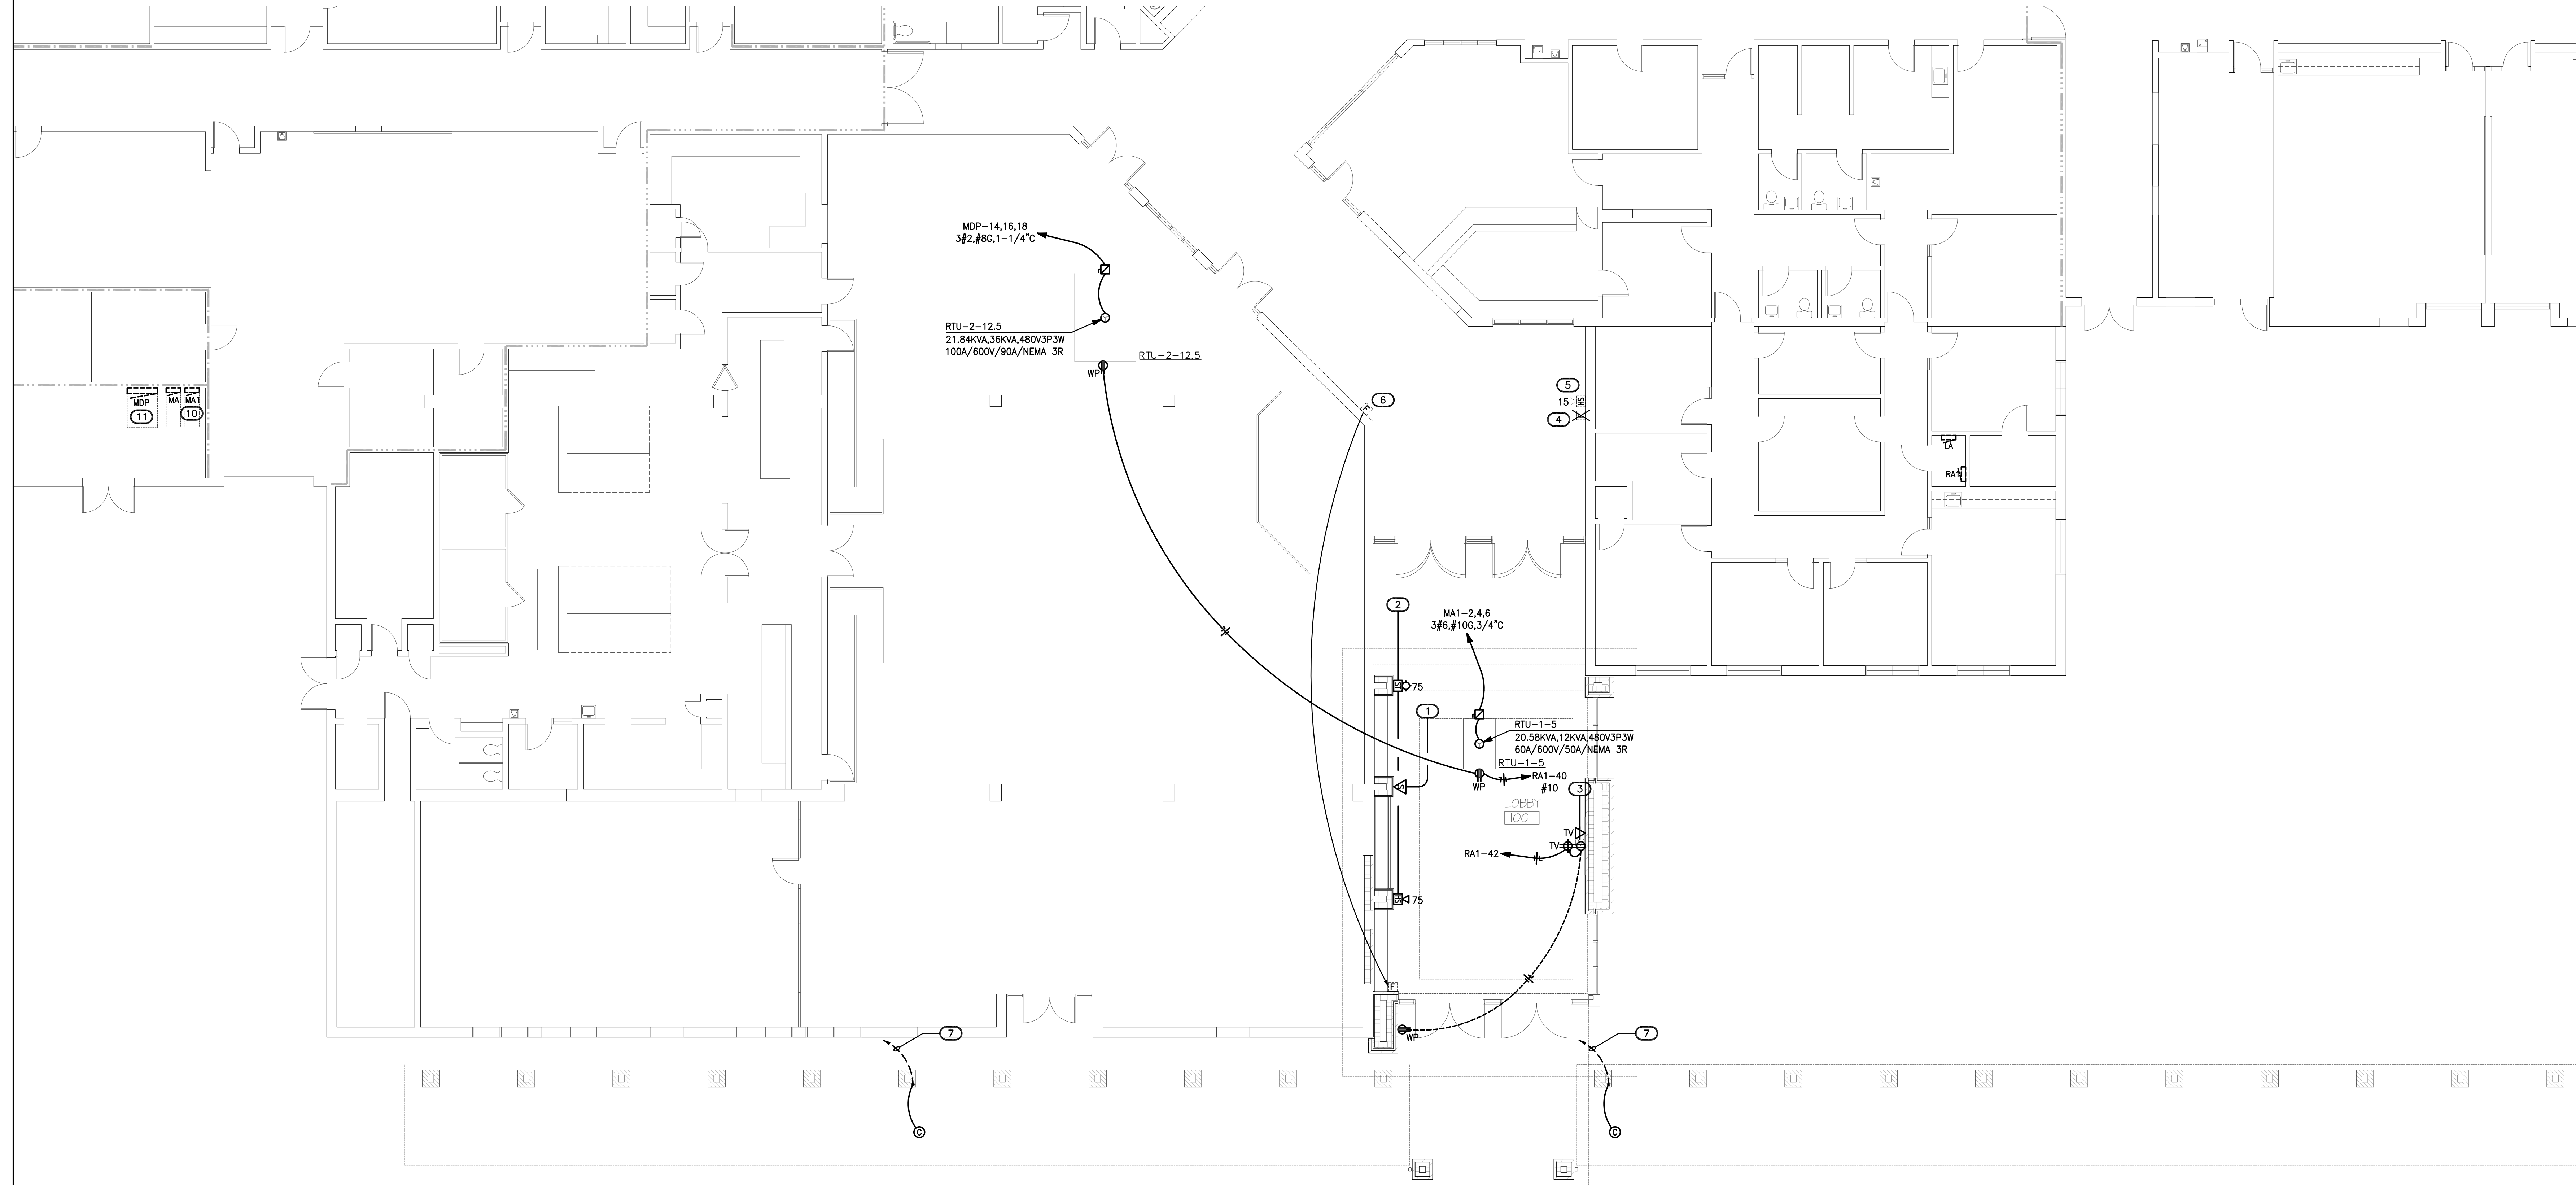 MDP-14,16,18
3#2,#8G,1-1/4"C
RTU-2-12.5
21.84KVA,36KVA,480V3P3W
100A/600V/90A/NEMA 3R
RTU-2-12.5
WP
MDP
MA
MA1
11
10
6
F
5
15
HS
4
LA
RA1
2
MA1-2,4,6
3#6,#10G,3/4"C
75
1
RTU-1-5
20.58KVA,12KVA,480V3P3W
60A/600V/50A/NEMA 3R
RTU-1-5
RA1-40
#10
WP
3
S
LOBBY
100
TV
TV
RA1-42
HS
75
F
WP
7
7
C
C